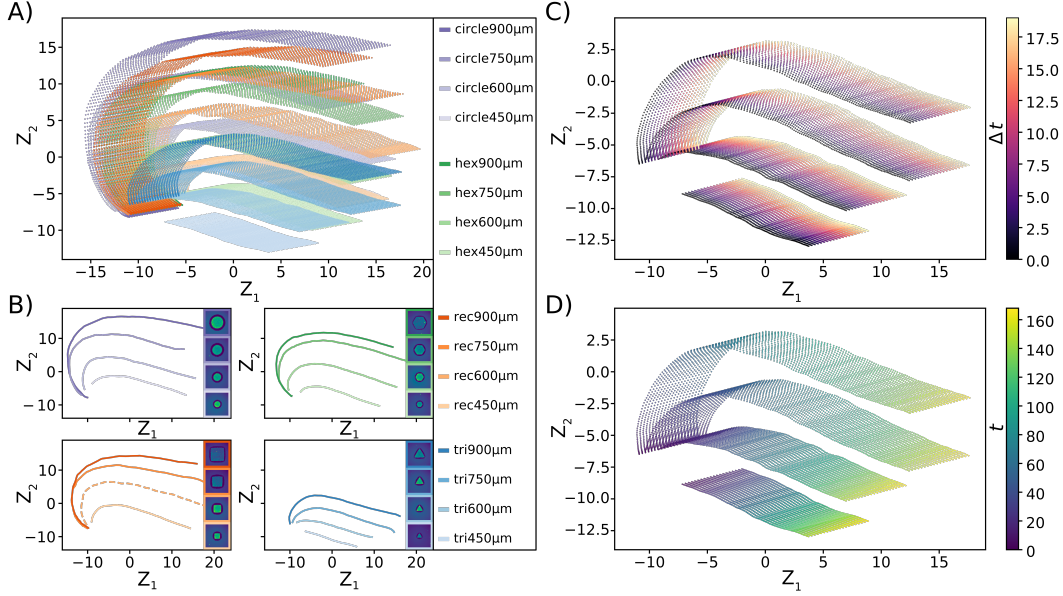 A)
15
10
5
0
−5
−10
Z2
−15
−10
−5
0
5
10
15
20
Z1
circle900μm
circle750μm
circle600μm
circle450μm
hex900μm
hex750μm
hex600μm
hex450μm
rec900μm
rec750μm
rec600μm
rec450μm
tri900μm
tri750μm
tri600μm
tri450μm
B)
10
0
−10
Z2
Z1
Z2
Z1
10
0
−10
Z2
−10
0
10
20
Z1
Z2
−10
0
10
20
Z1
C)
2.5
0.0
−2.5
−5.0
−7.5
−10.0
−12.5
Z2
−10
−5
0
5
10
15
Z1
17.5
15.0
12.5
10.0
7.5
5.0
2.5
0.0
Δt
D)
2.5
0.0
−2.5
−5.0
−7.5
−10.0
−12.5
Z2
−10
−5
0
5
10
15
Z1
160
140
120
100
80
60
40
20
0
t